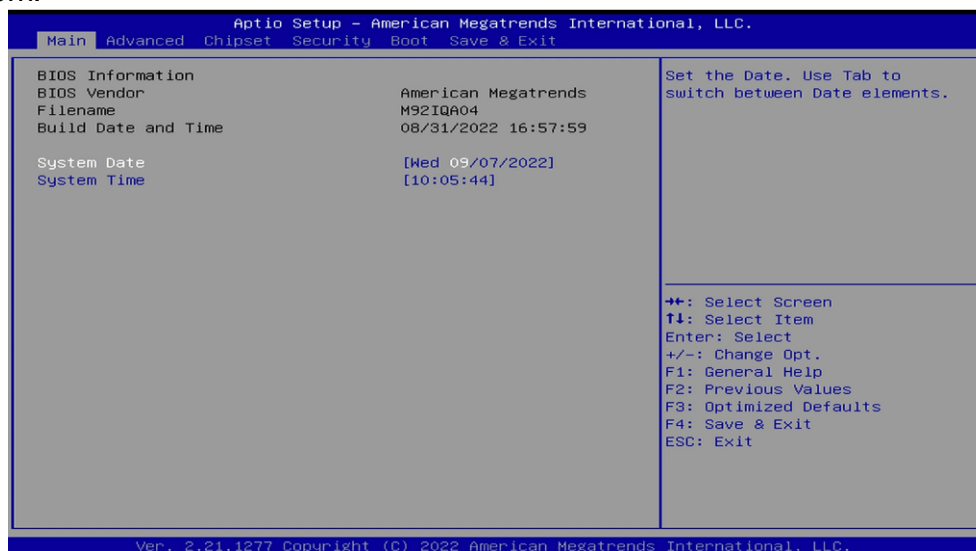 Aptio Setup – American Megatrends International, LLC.
Main Advanced Chipset Security Boot Save & Exit
BIOS Information
BIOS Vendor American Megatrends
Filename M92IQA04
Build Date and Time 08/31/2022 16:57:59
System Date [Wed 09/07/2022]
System Time [10:05:44]
Set the Date. Use Tab to
switch between Date elements.
→←: Select Screen
↑↓: Select Item
Enter: Select
+/-: Change Opt.
F1: General Help
F2: Previous Values
F3: Optimized Defaults
F4: Save & Exit
ESC: Exit
Ver. 2.21.1277 Copyright (C) 2022 American Megatrends International, LLC.